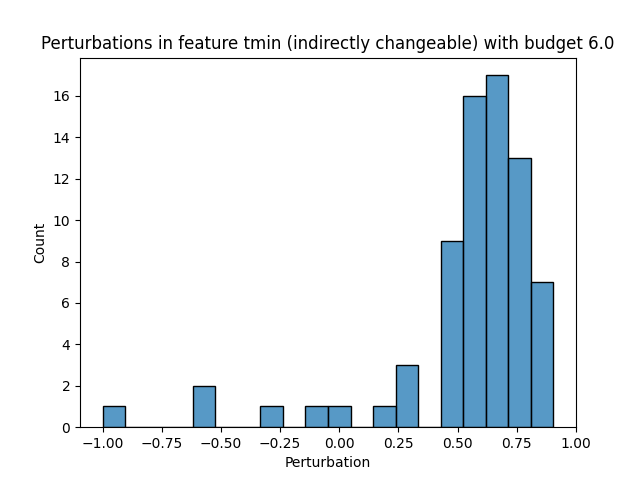 Perturbations in feature tmin (indirectly changeable) with budget 6.0
16
14
12
10
8
6
4
2
0
Count
−1.00 −0.75 −0.50 −0.25 0.00 0.25 0.50 0.75 1.00
Perturbation